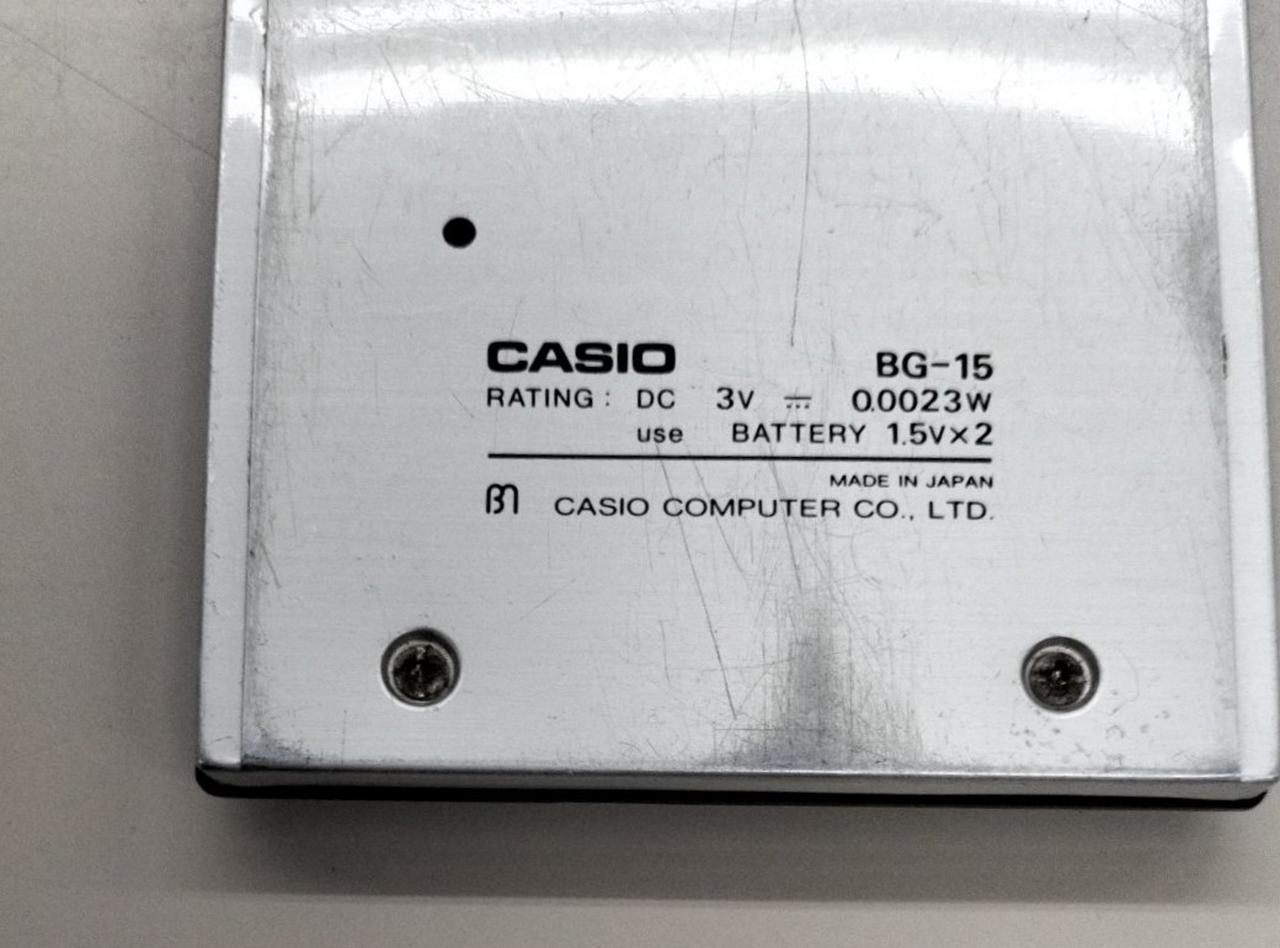 CASIO BG-15
RATING: DC 3V ⎓ 0.0023W
use BATTERY 1.5V×2
MADE IN JAPAN
CASIO COMPUTER CO., LTD.